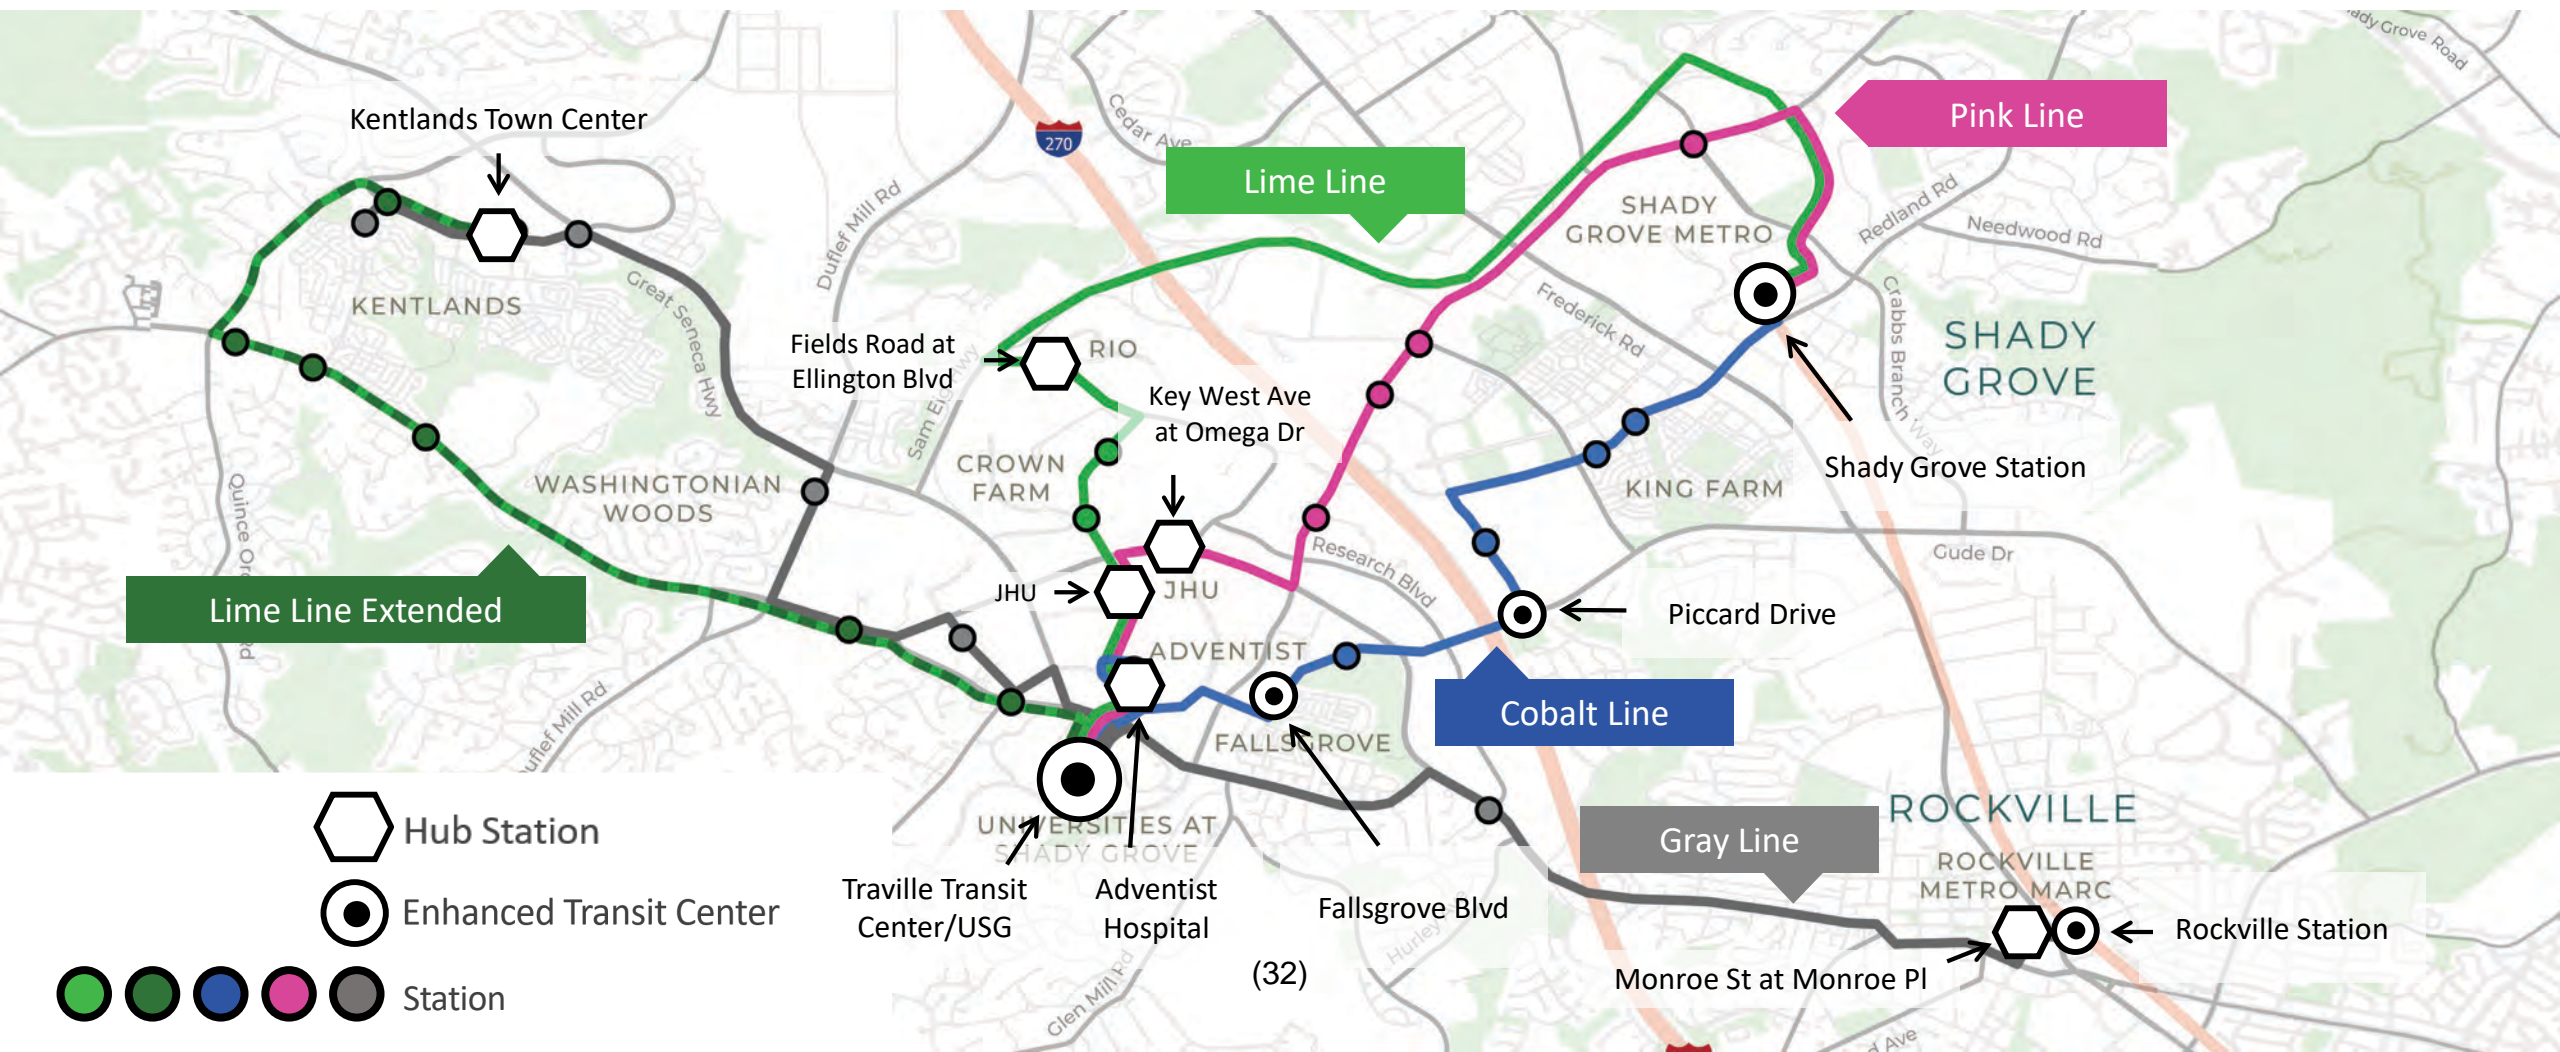 Shady Grove Road
Kentlands Town Center
270
Cedar Ave
Lime Line
Pink Line
SHADY
GROVE METRO
Redland Rd
Needwood Rd
Duflef Mill Rd
KENTLANDS
Great Seneca Hwy
Fields Road at
Ellington Blvd
RIO
Frederick Rd
Crabbs Branch Way
SHADY
GROVE
Key West Ave
at Omega Dr
CROWN
FARM
WASHINGTONIAN
WOODS
KING FARM
Shady Grove Station
Research Blvd
Gude Dr
JHU
JHU
Lime Line Extended
Piccard Drive
ADVENTIST
Cobalt Line
FALLSGROVE
Duflef Mill Rd
Hub Station
UNIVERSITIES AT
SHADY GROVE
Gray Line
ROCKVILLE
ROCKVILLE
METRO MARC
Enhanced Transit Center
Traville Transit
Center/USG
Adventist
Hospital
Fallsgrove Blvd
Rockville Station
(32)
Monroe St at Monroe Pl
Station
Glen Mill Rd